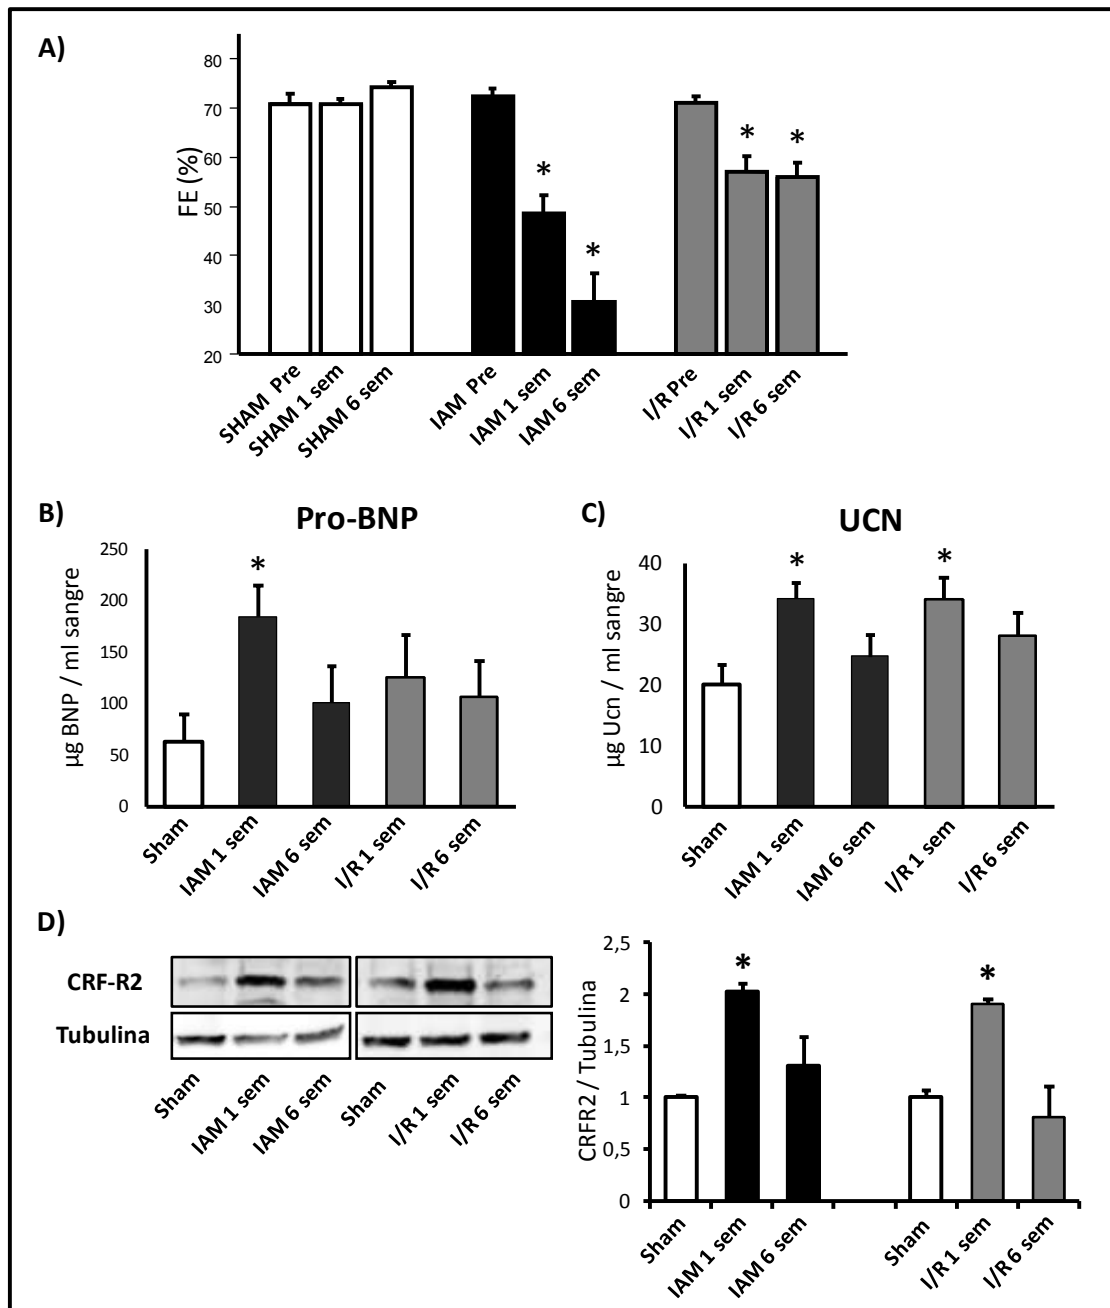 A)
FE (%)
80
70
60
50
40
30
20
* * * *
SHAM Pre
SHAM 1 sem
SHAM 6 sem
IAM Pre
IAM 1 sem
IAM 6 sem
I/R Pre
I/R 1 sem
I/R 6 sem
B)
Pro-BNP
µg BNP / ml sangre
250
200
150
100
50
0
*
Sham
IAM 1 sem
IAM 6 sem
I/R 1 sem
I/R 6 sem
C)
UCN
µg Ucn / ml sangre
40
30
20
10
0
* *
Sham
IAM 1 sem
IAM 6 sem
I/R 1 sem
I/R 6 sem
D)
CRF-R2
Tubulina
Sham
IAM 1 sem
IAM 6 sem
Sham
I/R 1 sem
I/R 6 sem
CRFR2 / Tubulina
2,5
2
1,5
1
0,5
0
* *
Sham
IAM 1 sem
IAM 6 sem
Sham
I/R 1 sem
I/R 6 sem